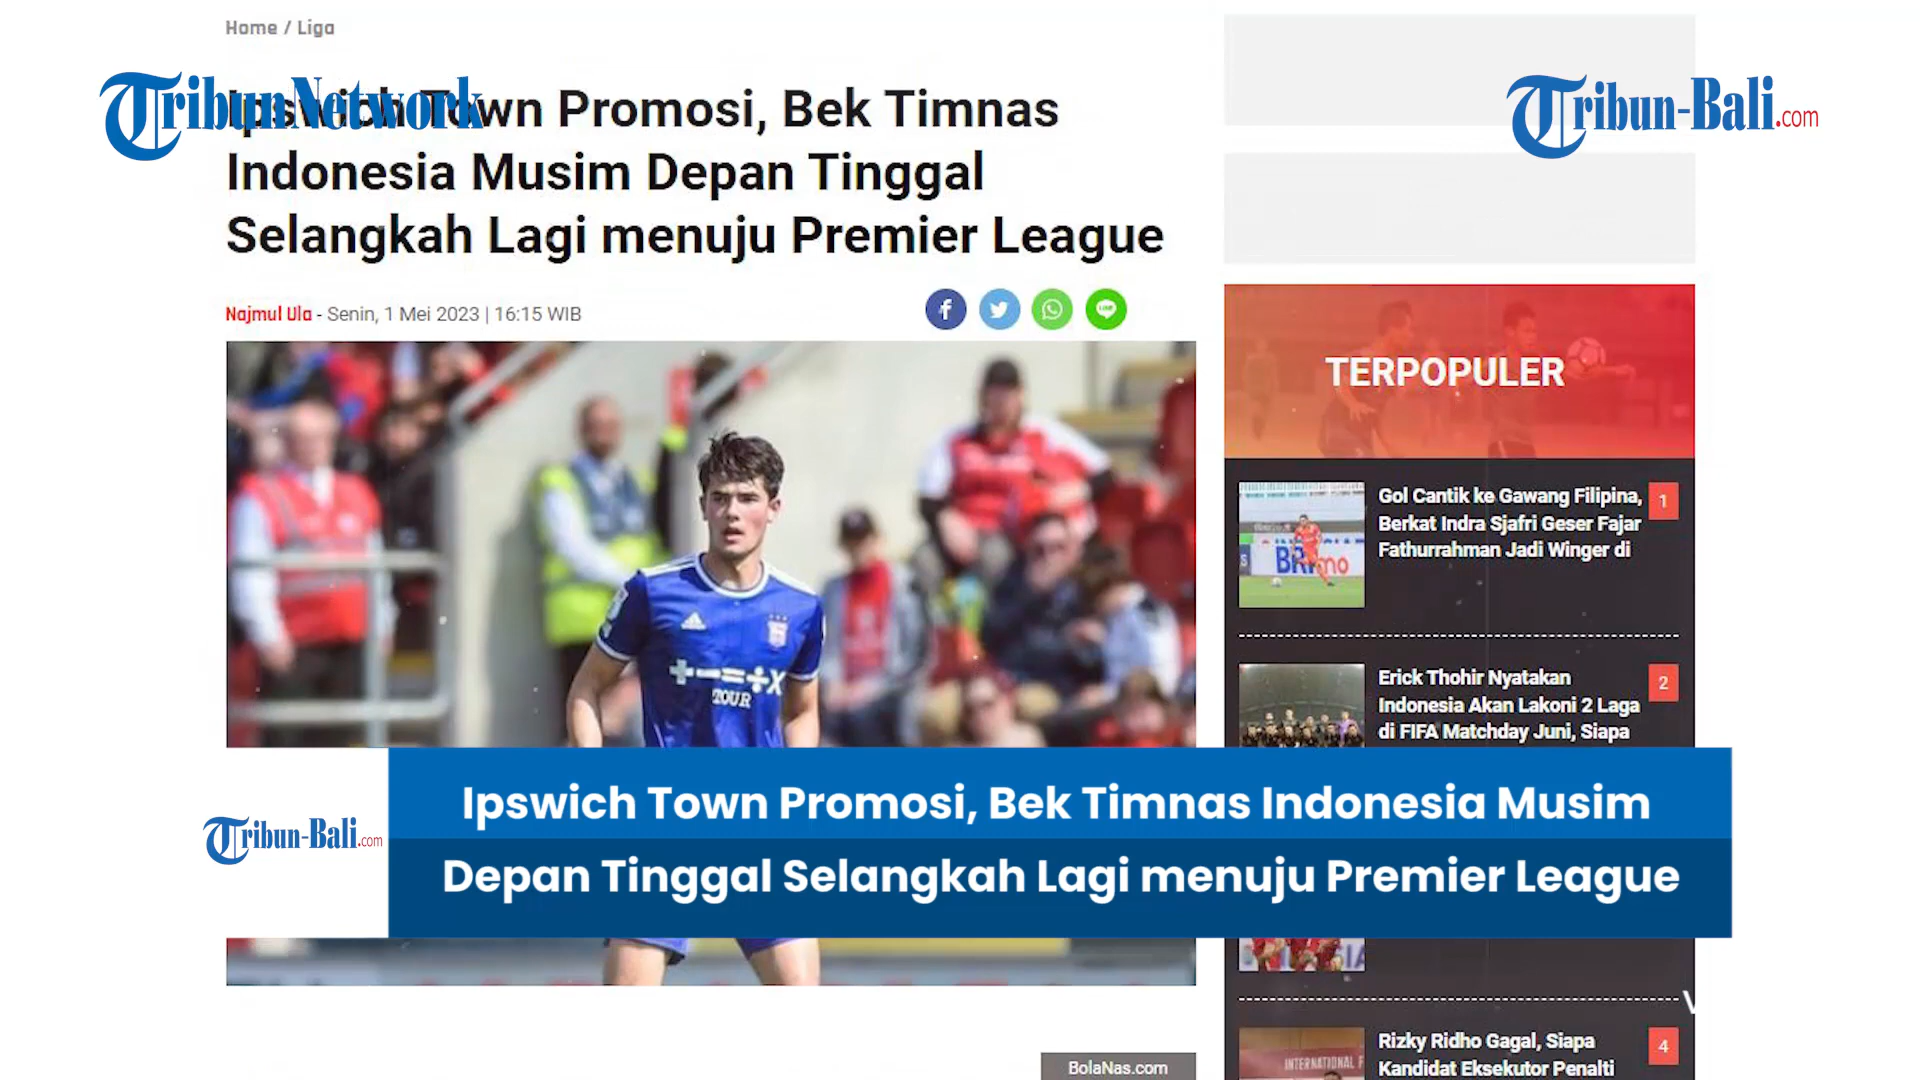 Home / Liga
TribunNetwork
Tribun-Bali.com
Ipswich Town Promosi, Bek Timnas
Indonesia Musim Depan Tinggal
Selangkah Lagi menuju Premier League
Najmul Ula - Senin, 1 Mei 2023 | 16:15 WIB
TERPOPULER
Gol Cantik ke Gawang Filipina,
Berkat Indra Sjafri Geser Fajar
Fathurrahman Jadi Winger di
1
Erick Thohir Nyatakan
Indonesia Akan Lakoni 2 Laga
di FIFA Matchday Juni, Siapa
2
+-=÷x
TOUR
Tribun-Bali.com
Ipswich Town Promosi, Bek Timnas Indonesia Musim
Depan Tinggal Selangkah Lagi menuju Premier League
Rizky Ridho Gagal, Siapa
Kandidat Eksekutor Penalti
4
INTERNATIONAL F
BolaNas.com